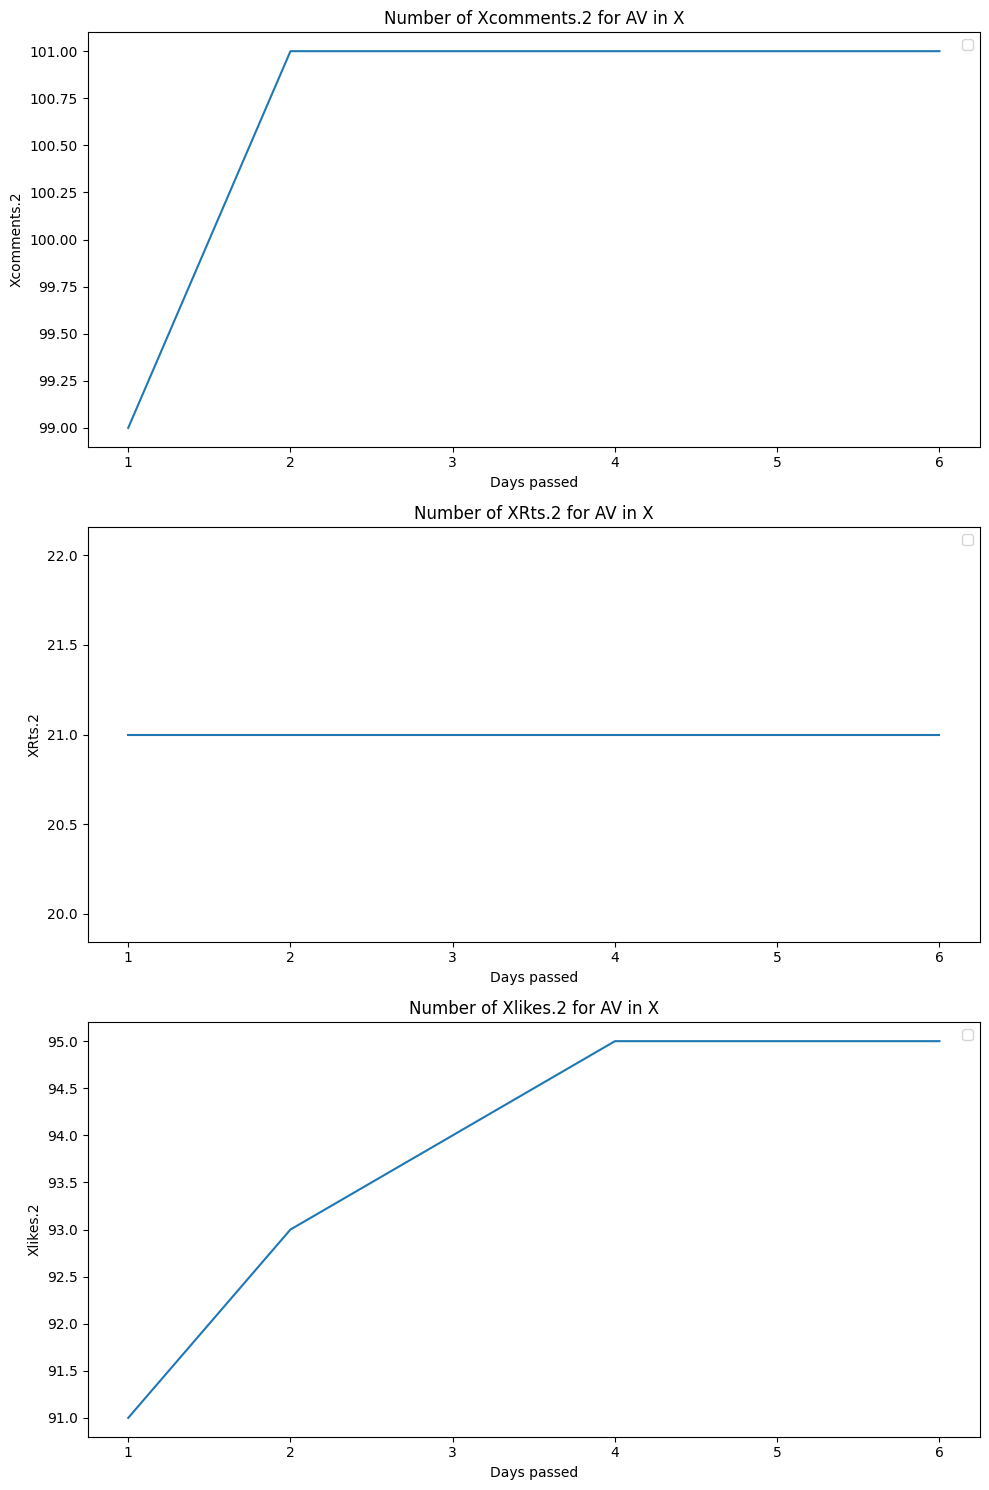 Number of Xcomments.2 for AV in X
101.00
100.75
100.50
100.25
100.00
99.75
99.50
99.25
99.00
Xcomments.2
1 2 3 4 5 6
Days passed
Number of XRts.2 for AV in X
22.0
21.5
21.0
20.5
20.0
XRts.2
1 2 3 4 5 6
Days passed
Number of Xlikes.2 for AV in X
95.0
94.5
94.0
93.5
93.0
92.5
92.0
91.5
91.0
Xlikes.2
1 2 3 4 5 6
Days passed